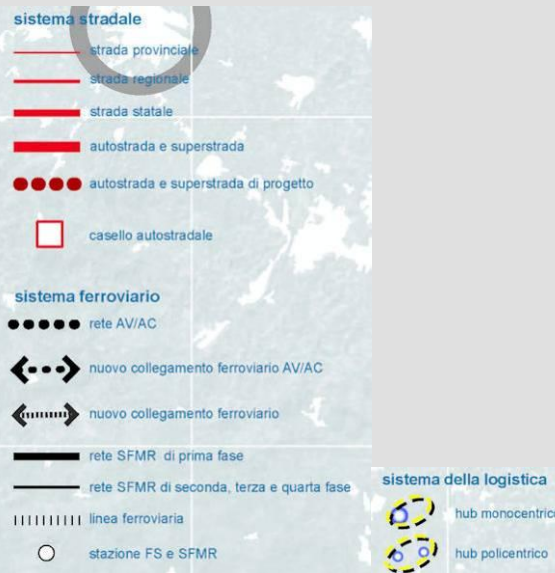 sistema stradale
strada provinciale
strada regionale
strada statale
autostrada e superstrada
autostrada e superstrada di progetto
casello autostradale
sistema ferroviario
rete AV/AC
nuovo collegamento ferroviario AV/AC
nuovo collegamento ferroviario
rete SFMR di prima fase
rete SFMR di seconda, terza e quarta fase
linea ferroviaria
stazione FS e SFMR
sistema della logistica
hub monocentrico
hub policentrico